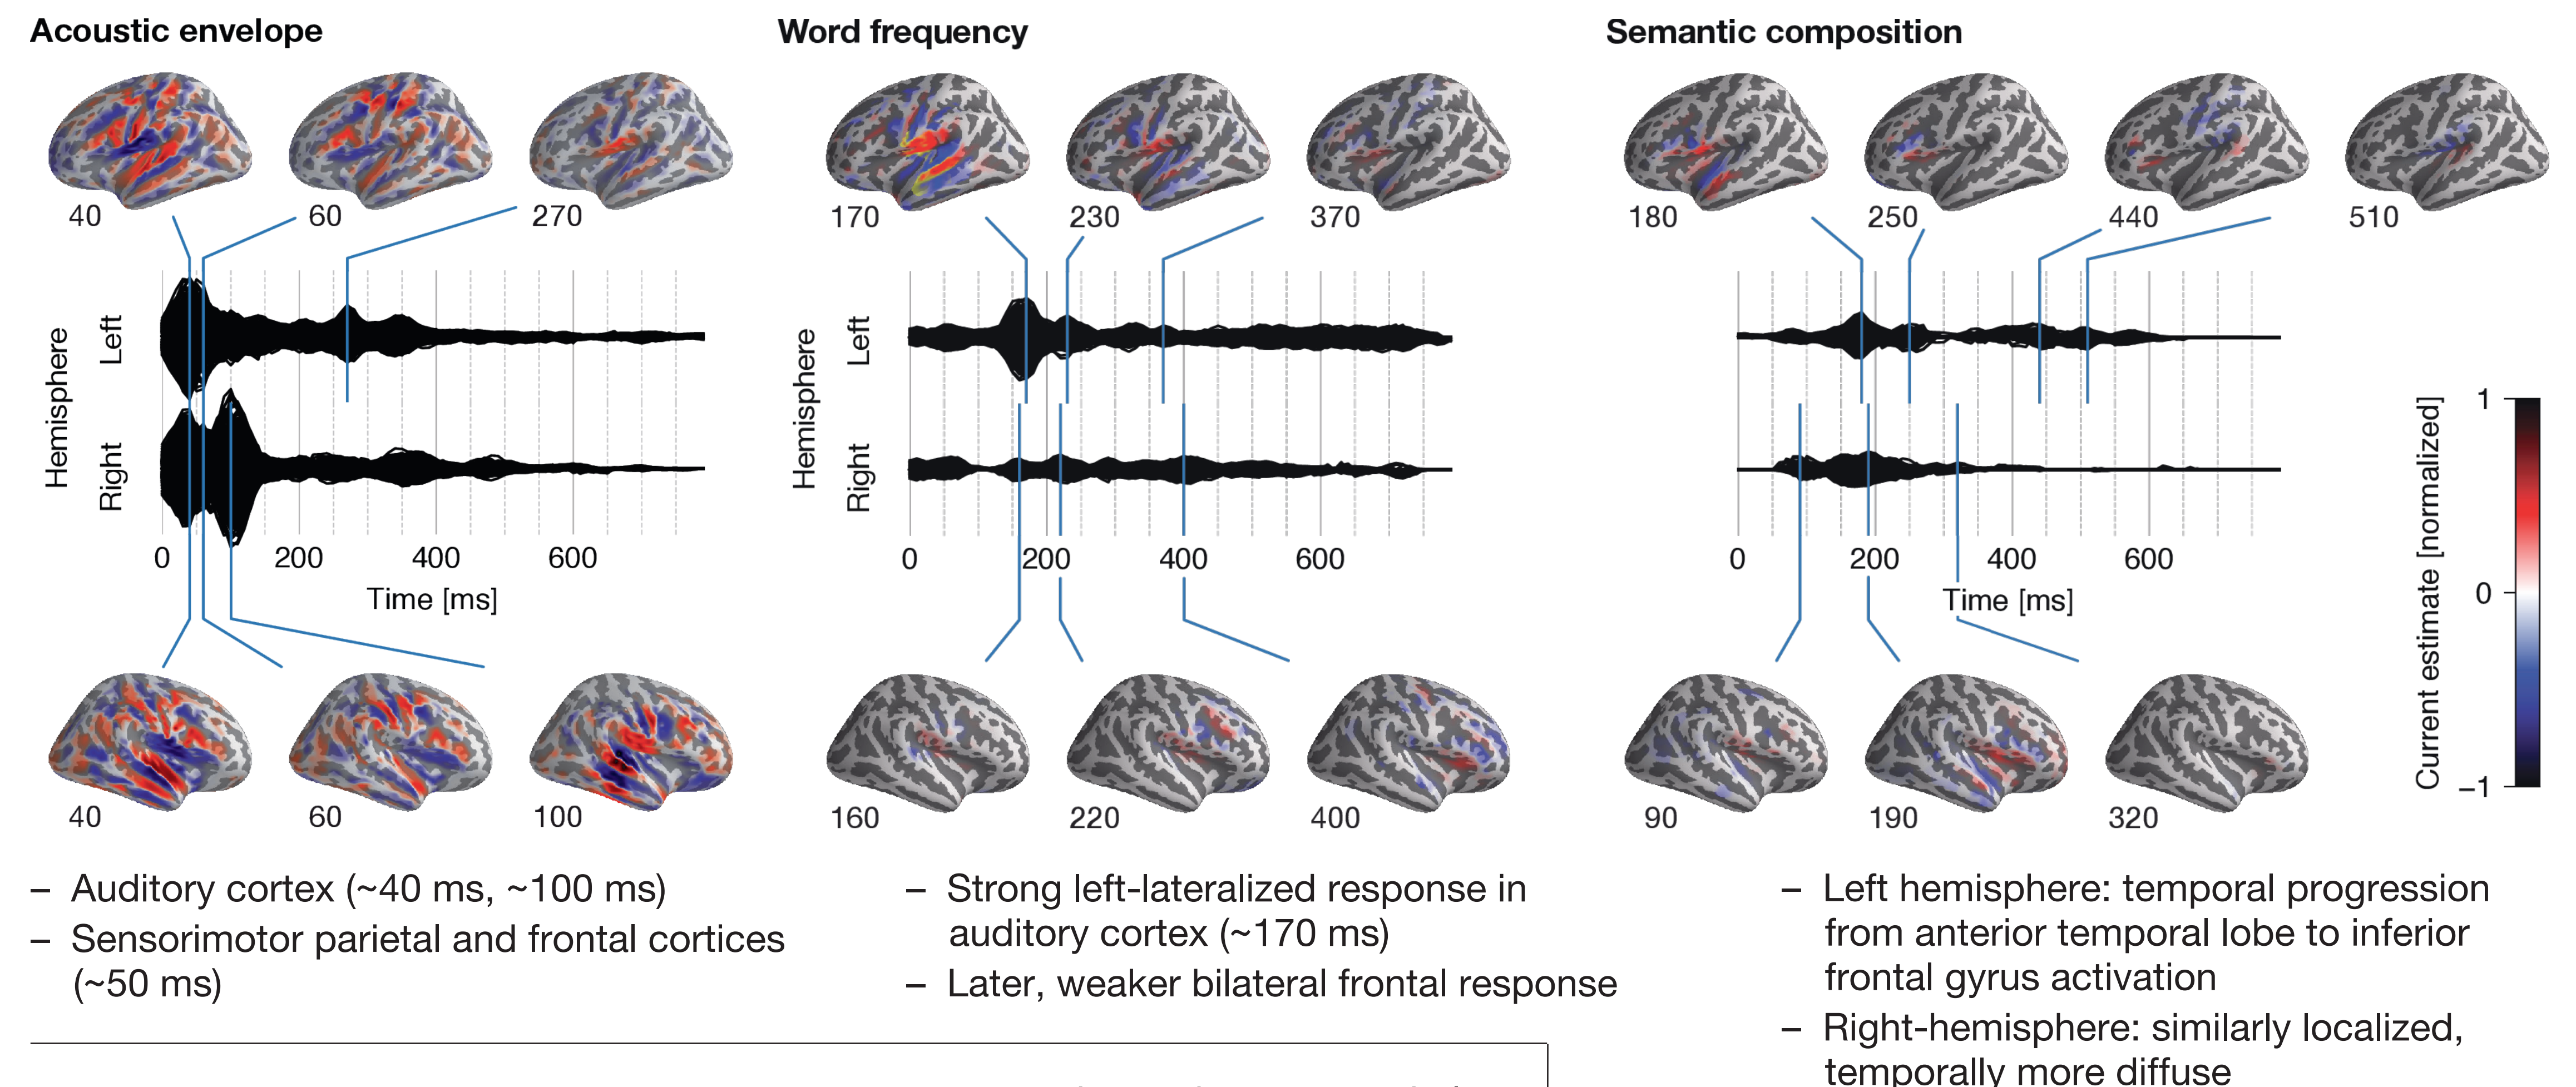 Acoustic envelope
40
60
270
Hemisphere
Left
Right
0
200
400
600
Time [ms]
40
60
100
– Auditory cortex (~40 ms, ~100 ms)
– Sensorimotor parietal and frontal cortices
(~50 ms)
Word frequency
170
230
370
Hemisphere
Left
Right
0
200
400
600
160
220
400
– Strong left-lateralized response in
auditory cortex (~170 ms)
– Later, weaker bilateral frontal response
Semantic composition
180
250
440
510
0
200
400
600
Time [ms]
90
190
320
Current estimate [normalized]
1
0
−1
– Left hemisphere: temporal progression
from anterior temporal lobe to inferior
frontal gyrus activation
– Right-hemisphere: similarly localized,
temporally more diffuse